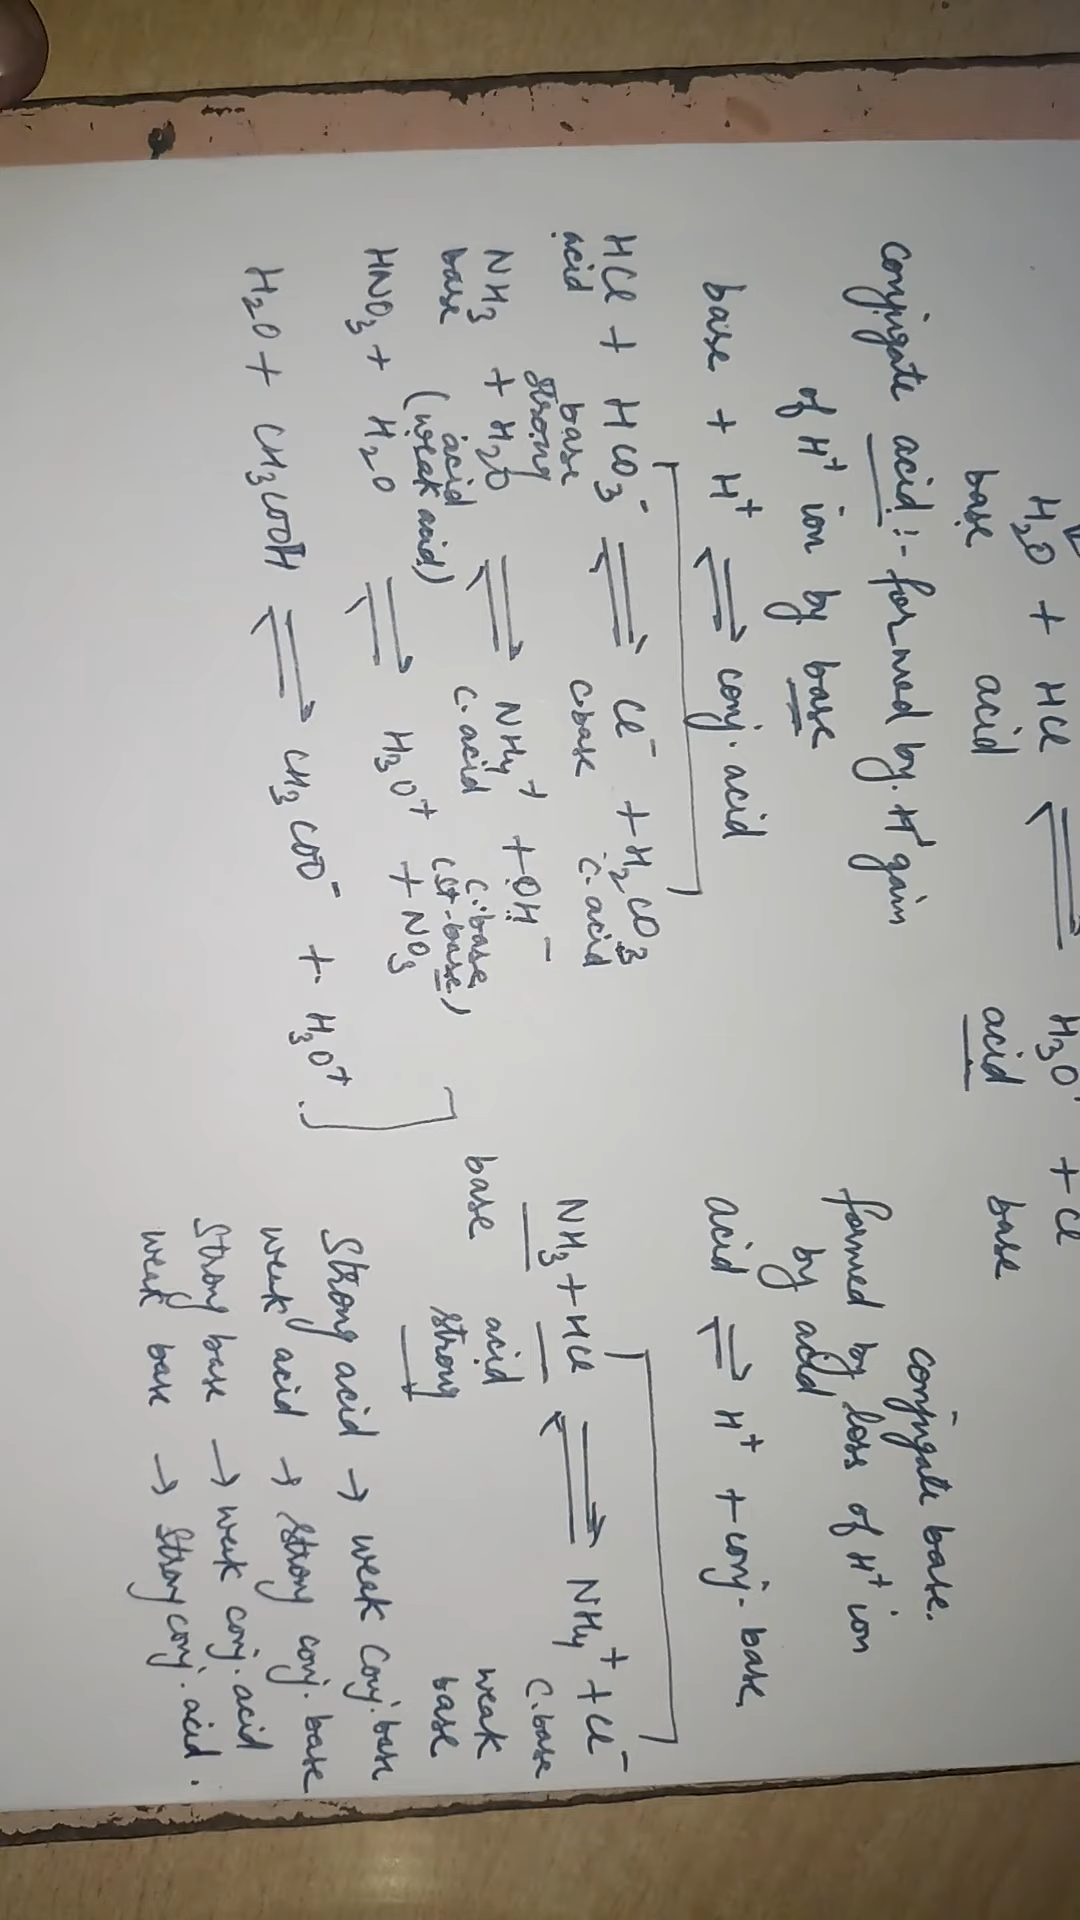 H2O + HCl ⇌ H3O+ + Cl
base acid acid base
Conjugate acid :- formed by. H+ gain
of H+ ion by base
base + H+ ⇌ conj. acid
HCl + HCO3- ⇌ Cl- + H2CO3
acid base c.base c.acid
strong
NH3 + H2O ⇌ NH4+ + OH-
base acid c.acid c.base
(weak acid) (st.base)
HNO3 + H2O ⇌ H3O+ + NO3
H2O + CH3COOH ⇌ CH3COO- + H3O+.
conjugate base.
formed by loss of H+ ion
by acid
acid ⇌ H+ + conj. base.
NH3 + HCl ⇌ NH4+ + Cl-
base acid c.base
strong weak
base
Strong acid → weak conj. base
weak acid → strong conj. base
Strong base → weak conj. acid
weak base → strong conj. acid.